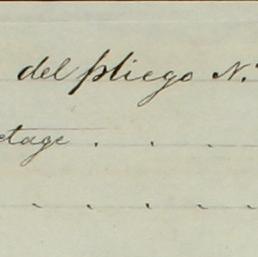 del pliego N.
ctage . . .